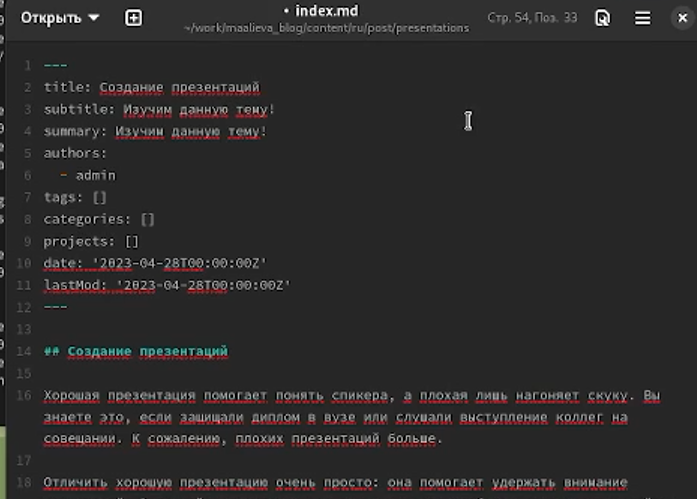 Открыть
• index.md
~/work/maalieva_blog/content/ru/post/presentations
Стр. 54, Поз. 33
1 ---
2 title: Создание презентаций
3 subtitle: Изучим данную тему!
4 summary: Изучим данную тему!
5 authors:
6 - admin
7 tags: []
8 categories: []
9 projects: []
10 date: '2023-04-28T00:00:00Z'
11 lastMod: '2023-04-28T00:00:00Z'
12 ---
13
14 ## Создание презентаций
15
16 Хорошая презентация помогает понять спикера, а плохая лишь нагоняет скуку. Вы
знаете это, если защищали диплом в вузе или слушали выступление коллег на
совещании. К сожалению, плохих презентаций больше.
17
18 Отличить хорошую презентацию очень просто: она помогает удержать внимание